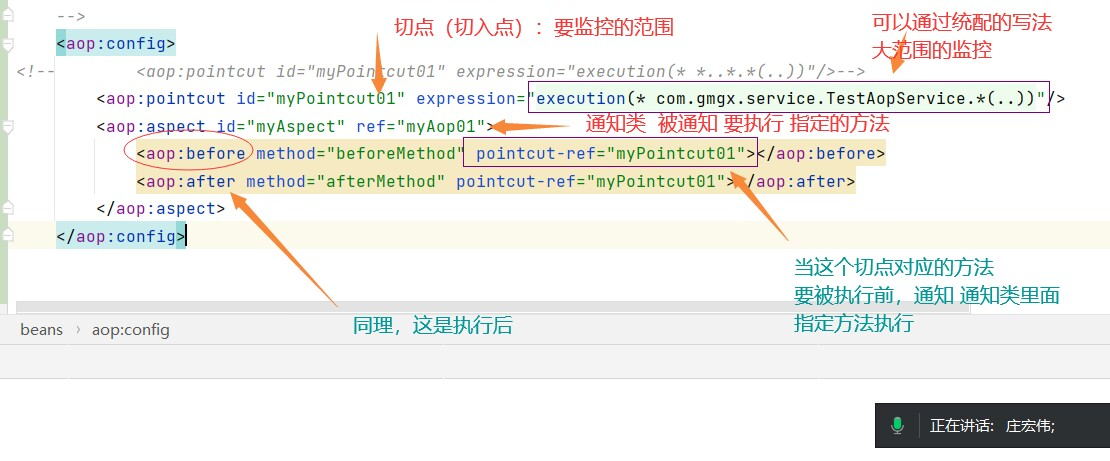 -->
切点（切入点）：要监控的范围
可以通过统配的写法
大范围的监控
<aop:config>
<!-- <aop:pointcut id="myPointcut01" expression="execution(* *..*.*(..))"/>-->
<aop:pointcut id="myPointcut01" expression="execution(* com.gmgx.service.TestAopService.*(..))"/>
<aop:aspect id="myAspect" ref="myAop01">
通知类 被通知 要执行 指定的方法
<aop:before method="beforeMethod" pointcut-ref="myPointcut01"></aop:before>
<aop:after method="afterMethod" pointcut-ref="myPointcut01"></aop:after>
</aop:aspect>
</aop:config>
当这个切点对应的方法
要被执行前，通知 通知类里面
指定方法执行
同理，这是执行后
beans › aop:config
正在讲话: 庄宏伟;